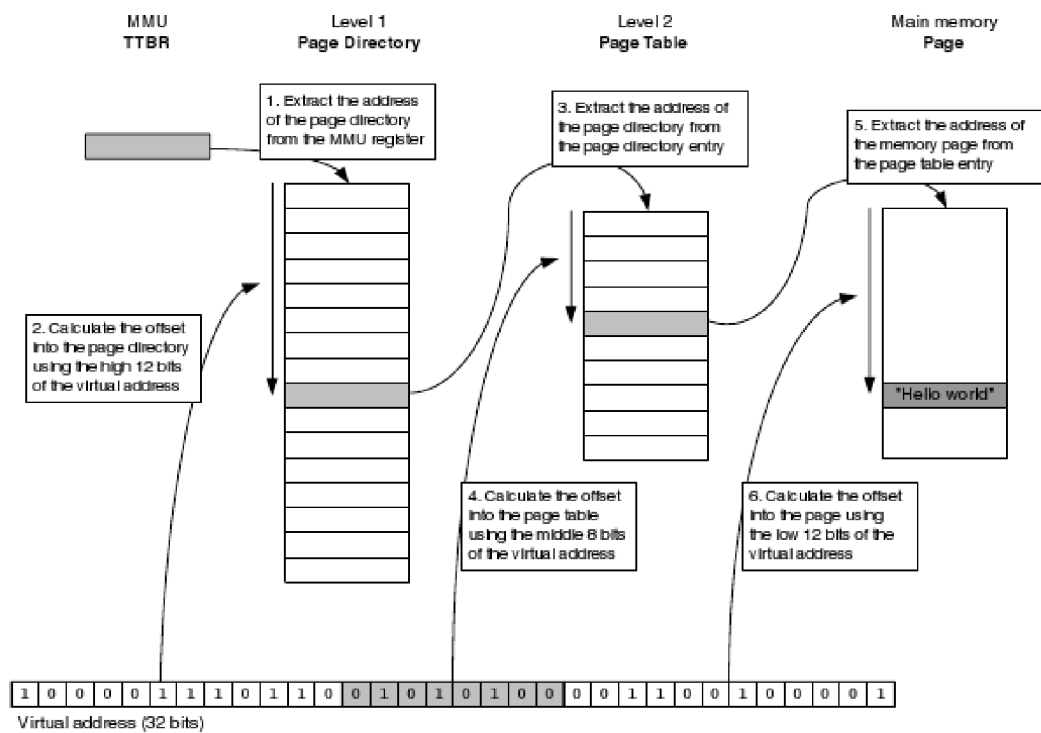 MMU
TTBR
Level 1
Page Directory
Level 2
Page Table
Main memory
Page
1. Extract the address
of the page directory
from the MMU register
3. Extract the address of
the page directory from
the page directory entry
5. Extract the address of
the memory page from
the page table entry
2. Calculate the offset
into the page directory
using the high 12 bits
of the virtual address
"Hello world"
4. Calculate the offset
into the page table
using the middle 8 bits
of the virtual address
6. Calculate the offset
into the page using
the low 12 bits of the
virtual address
1 0 0 0 0 1 1 1 0 1 1 0 0 1 0 1 0 1 0 0 0 0 1 1 0 0 1 0 0 0 0 1
Virtual address (32 bits)